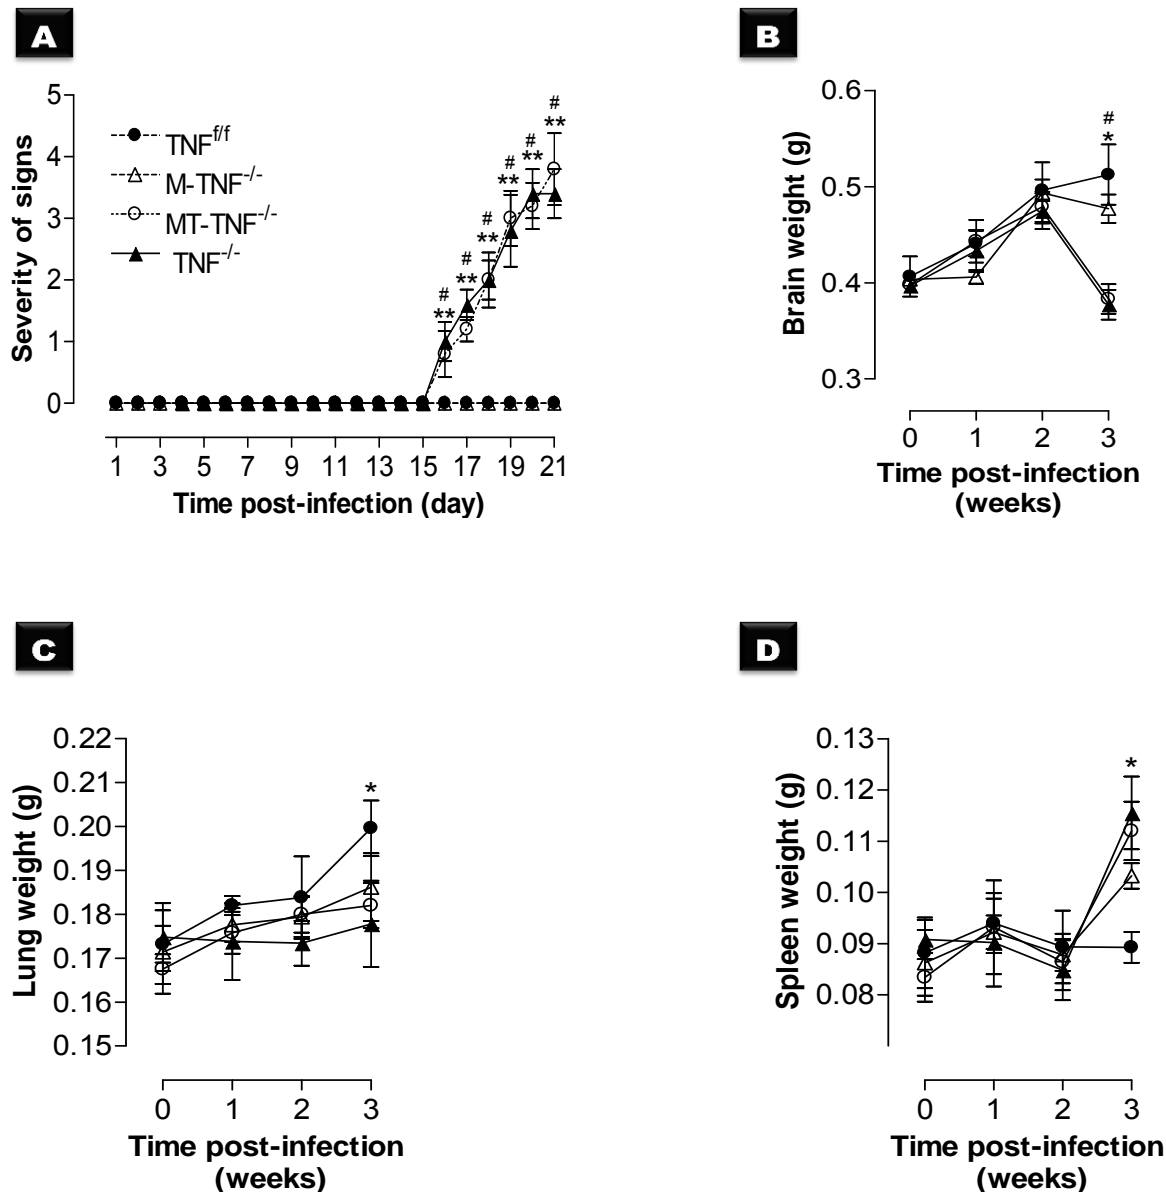 A
Severity of signs
5
4
3
2
1
0
TNF^f/f
M-TNF^-/-
MT-TNF^-/-
TNF^-/-
#
**
#
**
#
**
#
**
#
**
#
**
1 3 5 7 9 11 13 15 17 19 21
Time post-infection (day)
B
Brain weight (g)
0.6
0.5
0.4
0.3
#
*
0 1 2 3
Time post-infection
(weeks)
C
Lung weight (g)
0.22
0.21
0.20
0.19
0.18
0.17
0.16
0.15
*
0 1 2 3
Time post-infection
(weeks)
D
Spleen weight (g)
0.13
0.12
0.11
0.10
0.09
0.08
*
0 1 2 3
Time post-infection
(weeks)